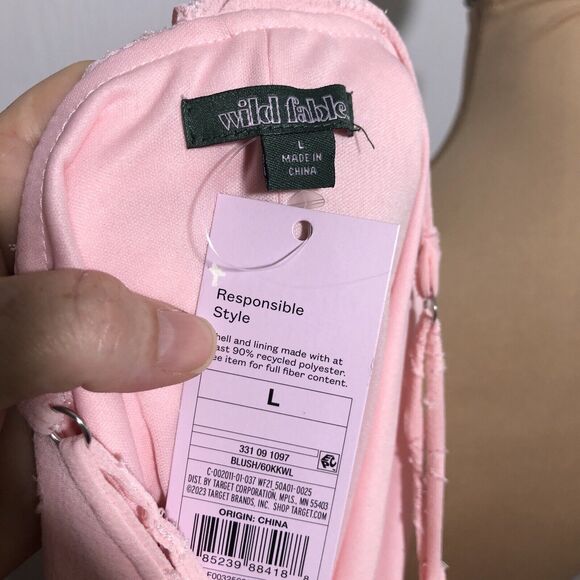 wild fable
L
MADE IN
CHINA
Responsible
Style
hell and lining made with at
ast 90% recycled polyester.
ee item for full fiber content.
L
331 09 1097
BLUSH/60KKWL
C-002011-01-037 WF21_50A01-0025
DIST. BY TARGET CORPORATION, MPLS., MN 55403
©2023 TARGET BRANDS, INC. SHOP TARGET.COM
ORIGIN: CHINA
85239 88418 8